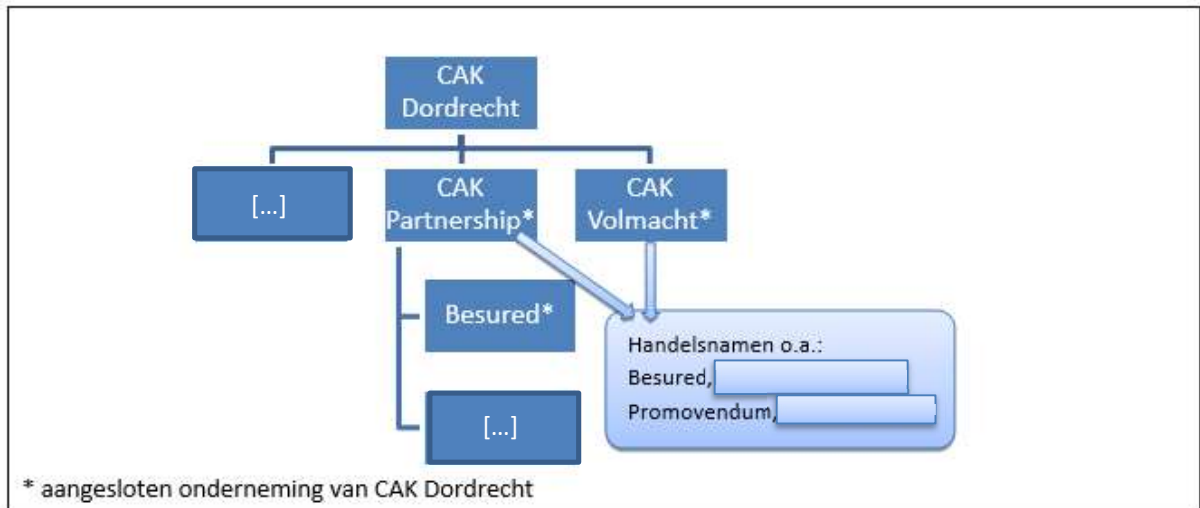 CAK
Dordrecht
[...]
CAK
Partnership*
CAK
Volmacht*
Besured*
[...]
Handelsnamen o.a.:
Besured,
Promovendum,
* aangesloten onderneming van CAK Dordrecht